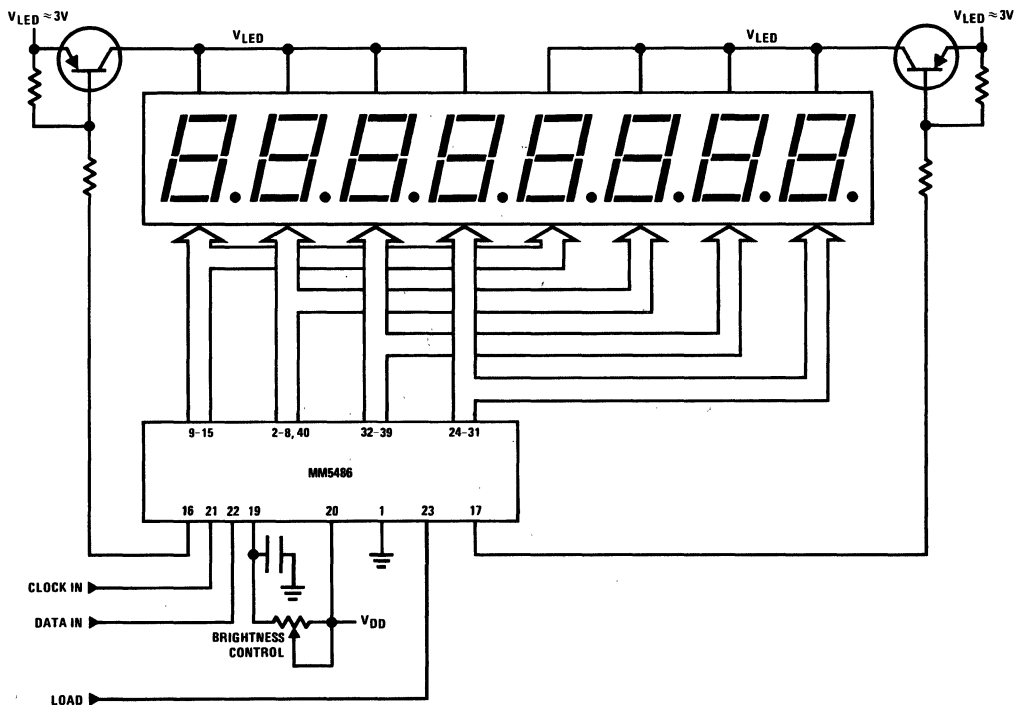 VLED ≈ 3V
VLED ≈ 3V
VLED
VLED
9-15
2-8, 40
32-39
24-31
MM5486
16
21
22
19
20
1
23
17
CLOCK IN
DATA IN
VDD
BRIGHTNESS
CONTROL
LOAD